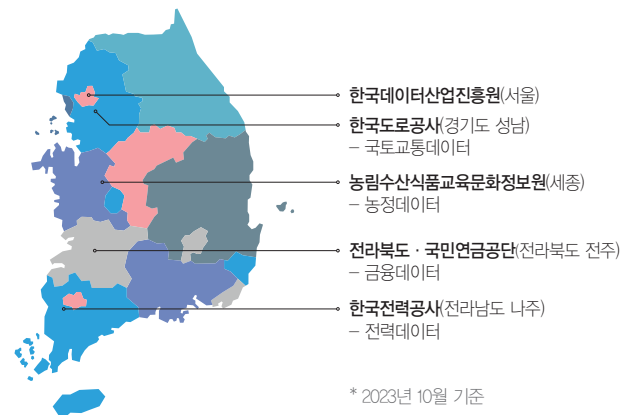 한국데이터산업진흥원(서울)
한국도로공사(경기도 성남)
– 국토교통데이터
농림수산식품교육문화정보원(세종)
– 농정데이터
전라북도 · 국민연금공단(전라북도 전주)
– 금융데이터
한국전력공사(전라남도 나주)
– 전력데이터
* 2023년 10월 기준